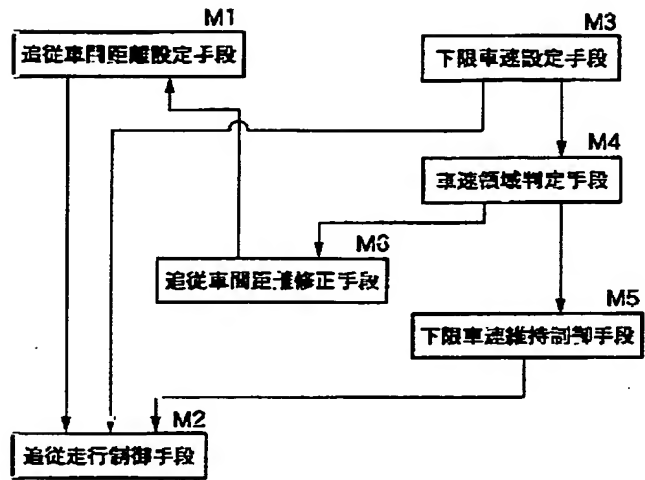 M1
追従車間距離設定手段
M3
下限車速設定手段
M4
車速領域判定手段
M6
追従車間距離修正手段
M5
下限車速維持制御手段
M2
追従走行制御手段